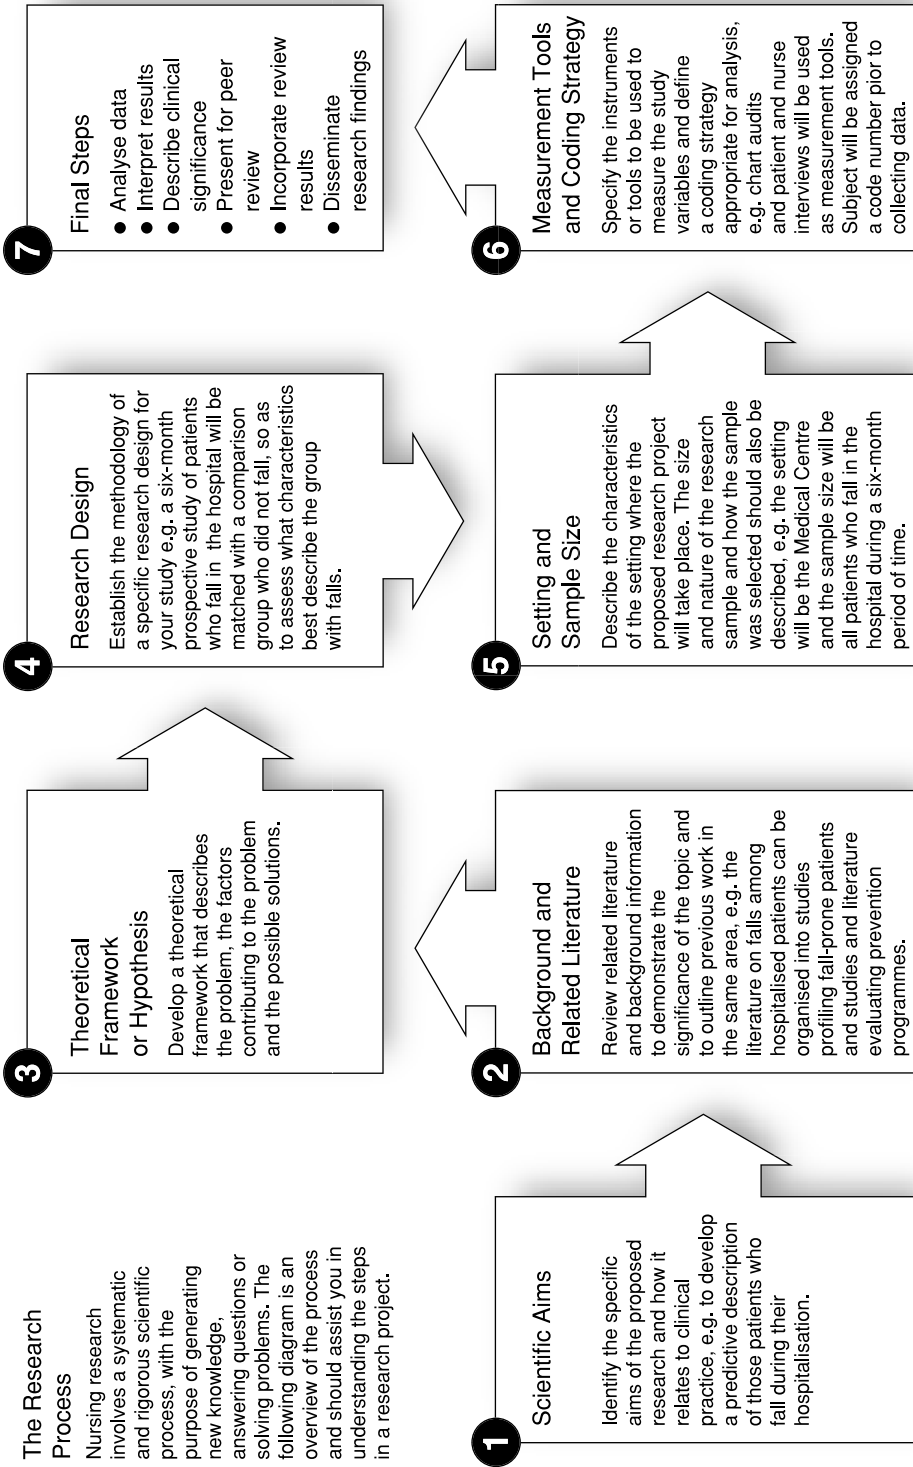 The Research
Process
Nursing research
involves a systematic
and rigorous scientific
process, with the
purpose of generating
new knowledge,
answering questions or
solving problems. The
following diagram is an
overview of the process
and should assist you in
understanding the steps
in a research project.
1
Scientific Aims
Identify the specific
aims of the proposed
research and how it
relates to clinical
practice, e.g. to develop
a predictive description
of those patients who
fall during their
hospitalisation.
2
Background and
Related Literature
Review related literature
and background information
to demonstrate the
significance of the topic and
to outline previous work in
the same area, e.g. the
literature on falls among
hospitalised patients can be
organised into studies
profiling fall-prone patients
and studies and literature
evaluating prevention
programmes.
3
Theoretical
Framework
or Hypothesis
Develop a theoretical
framework that describes
the problem, the factors
contributing to the problem
and the possible solutions.
4
Research Design
Establish the methodology of
a specific research design for
your study e.g. a six-month
prospective study of patients
who fall in the hospital will be
matched with a comparison
group who did not fall, so as
to assess what characteristics
best describe the group
with falls.
5
Setting and
Sample Size
Describe the characteristics
of the setting where the
proposed research project
will take place. The size
and nature of the research
sample and how the sample
was selected should also be
described, e.g. the setting
will be the Medical Centre
and the sample size will be
all patients who fall in the
hospital during a six-month
period of time.
6
Measurement Tools
and Coding Strategy
Specify the instruments
or tools to be used to
measure the study
variables and define
a coding strategy
appropriate for analysis,
e.g. chart audits
and patient and nurse
interviews will be used
as measurement tools.
Subject will be assigned
a code number prior to
collecting data.
7
Final Steps
● Analyse data
● Interpret results
● Describe clinical
significance
● Present for peer
review
● Incorporate review
results
● Disseminate
research findings